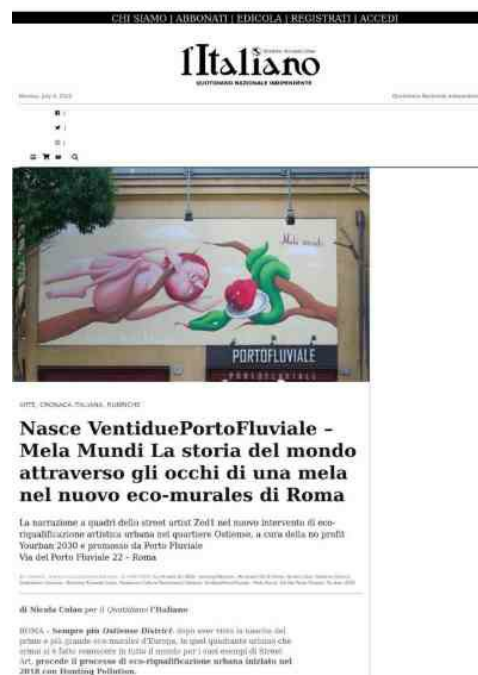 CHI SIAMO | ABBONATI | EDICOLA | REGISTRATI | ACCEDI
l'Italiano
QUOTIDIANO NAZIONALE INDIPENDENTE
Mela mundi
PORTOFLUVIALE
ARTE, CRONACA ITALIANA, RUBRICHE
Nasce VentiduePortoFluviale –
Mela Mundi La storia del mondo
attraverso gli occhi di una mela
nel nuovo eco-murales di Roma
La narrazione a quadri dello street artist Zed1 nel nuovo intervento di eco-
riqualificazione artistica urbana nel quartiere Ostiense, a cura della no profit
Yourban 2030 e promosso da Porto Fluviale
Via del Porto Fluviale 22 – Roma
di Nicola Colao per il Quotidiano l'Italiano
ROMA – Sempre più Ostiense District: dopo aver visto la nascita del
primo e più grande eco-murales d'Europa, in quel quadrante urbano che
ormai si è fatto conoscere in tutto il mondo per i suoi esempi di Street
Art, procede il processo di eco-riqualificazione urbana iniziato nel
2018 con Hunting Pollution.